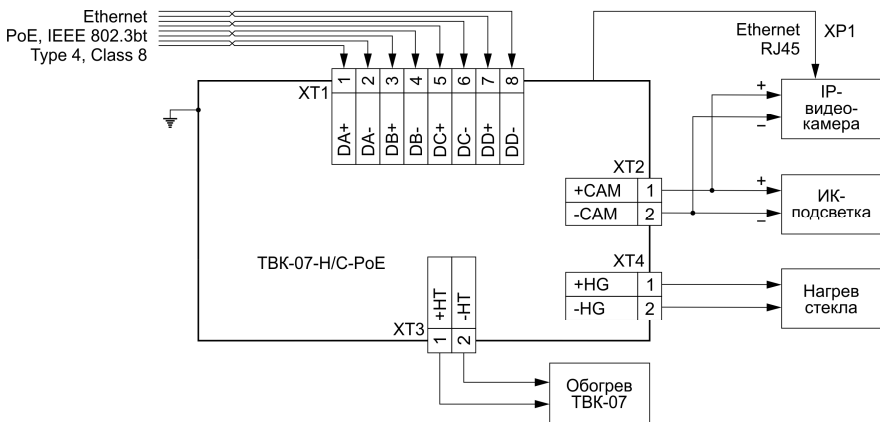 Ethernet
PoE, IEEE 802.3bt
Type 4, Class 8
XT1
1
2
3
4
5
6
7
8
DA+
DA-
DB+
DB-
DC+
DC-
DD+
DD-
Ethernet
RJ45
XP1
+
–
IP-
видео-
камера
XT2
+CAM 1
-CAM 2
+
–
ИК-
подсветка
ТВК-07-Н/С-PoE
XT4
+HG 1
-HG 2
Нагрев
стекла
XT3
+HT
-HT
1
2
Обогрев
ТВК-07